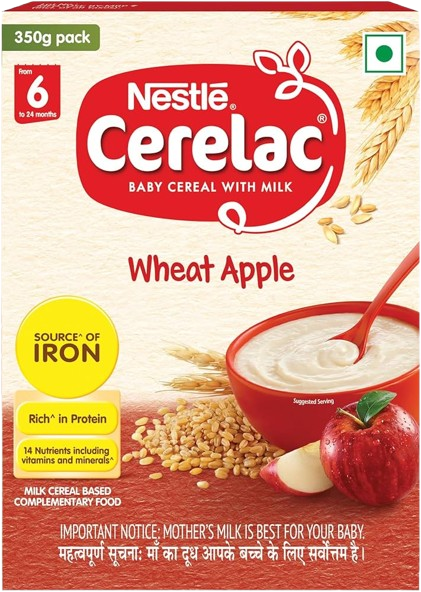 350g pack
From
6
to 24 months
Nestlé®
Cerelac®
BABY CEREAL WITH MILK
Wheat Apple
SOURCE^ OF
IRON
Rich^ in Protein
14 Nutrients including
vitamins and minerals^
MILK CEREAL BASED
COMPLEMENTARY FOOD
Suggested Serving
IMPORTANT NOTICE: MOTHER'S MILK IS BEST FOR YOUR BABY.
महत्वपूर्ण सूचना: माँ का दूध आपके बच्चे के लिए सर्वोत्तम है।